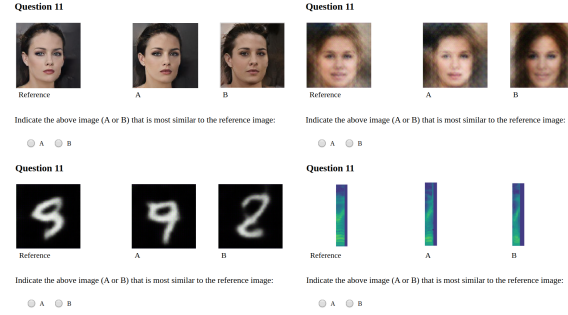 Question 11
Reference A B
Indicate the above image (A or B) that is most similar to the reference image:
A B
Question 11
Reference A B
Indicate the above image (A or B) that is most similar to the reference image:
A B
Question 11
9 9 2
Reference A B
Indicate the above image (A or B) that is most similar to the reference image:
A B
Question 11
Reference A B
Indicate the above image (A or B) that is most similar to the reference image:
A B